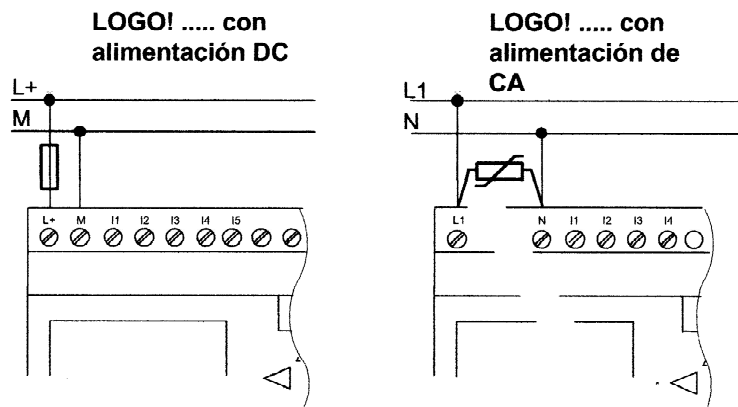 LOGO! ..... con
alimentación DC
L+
M
L+ M I1 I2 I3 I4 I5
LOGO! ..... con
alimentación de
CA
L1
N
L1 N I1 I2 I3 I4